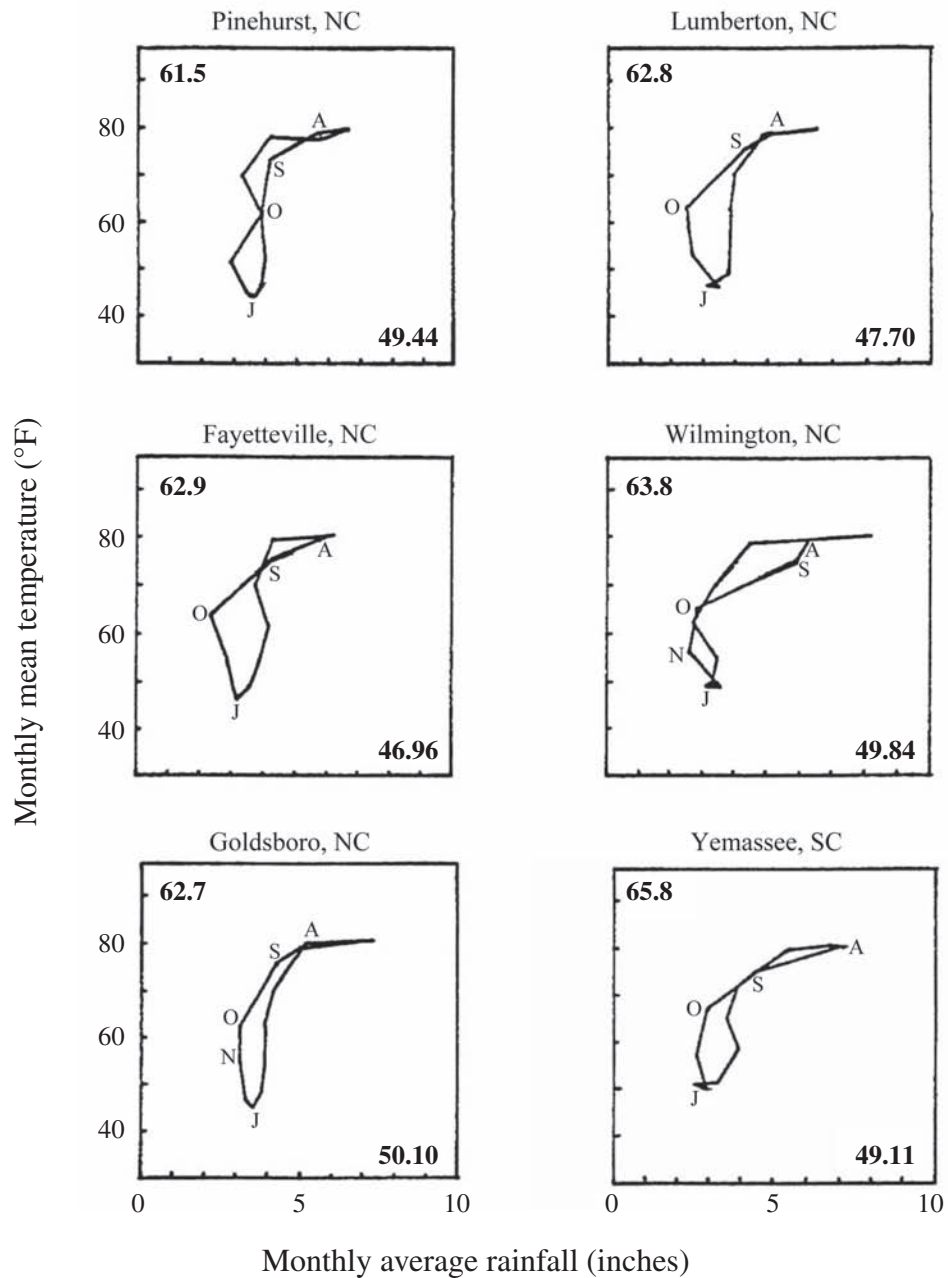 Pinehurst, NC
61.5
80
60
40
A
S
O
J
49.44
Lumberton, NC
62.8
A
S
O
J
47.70
Monthly mean temperature (°F)
Fayetteville, NC
62.9
80
60
40
A
S
O
J
46.96
Wilmington, NC
63.8
A
S
O
N
J
49.84
Goldsboro, NC
62.7
80
60
40
A
S
O
N
J
50.10
0 5 10
Yemassee, SC
65.8
A
S
O
J
49.11
0 5 10
Monthly average rainfall (inches)